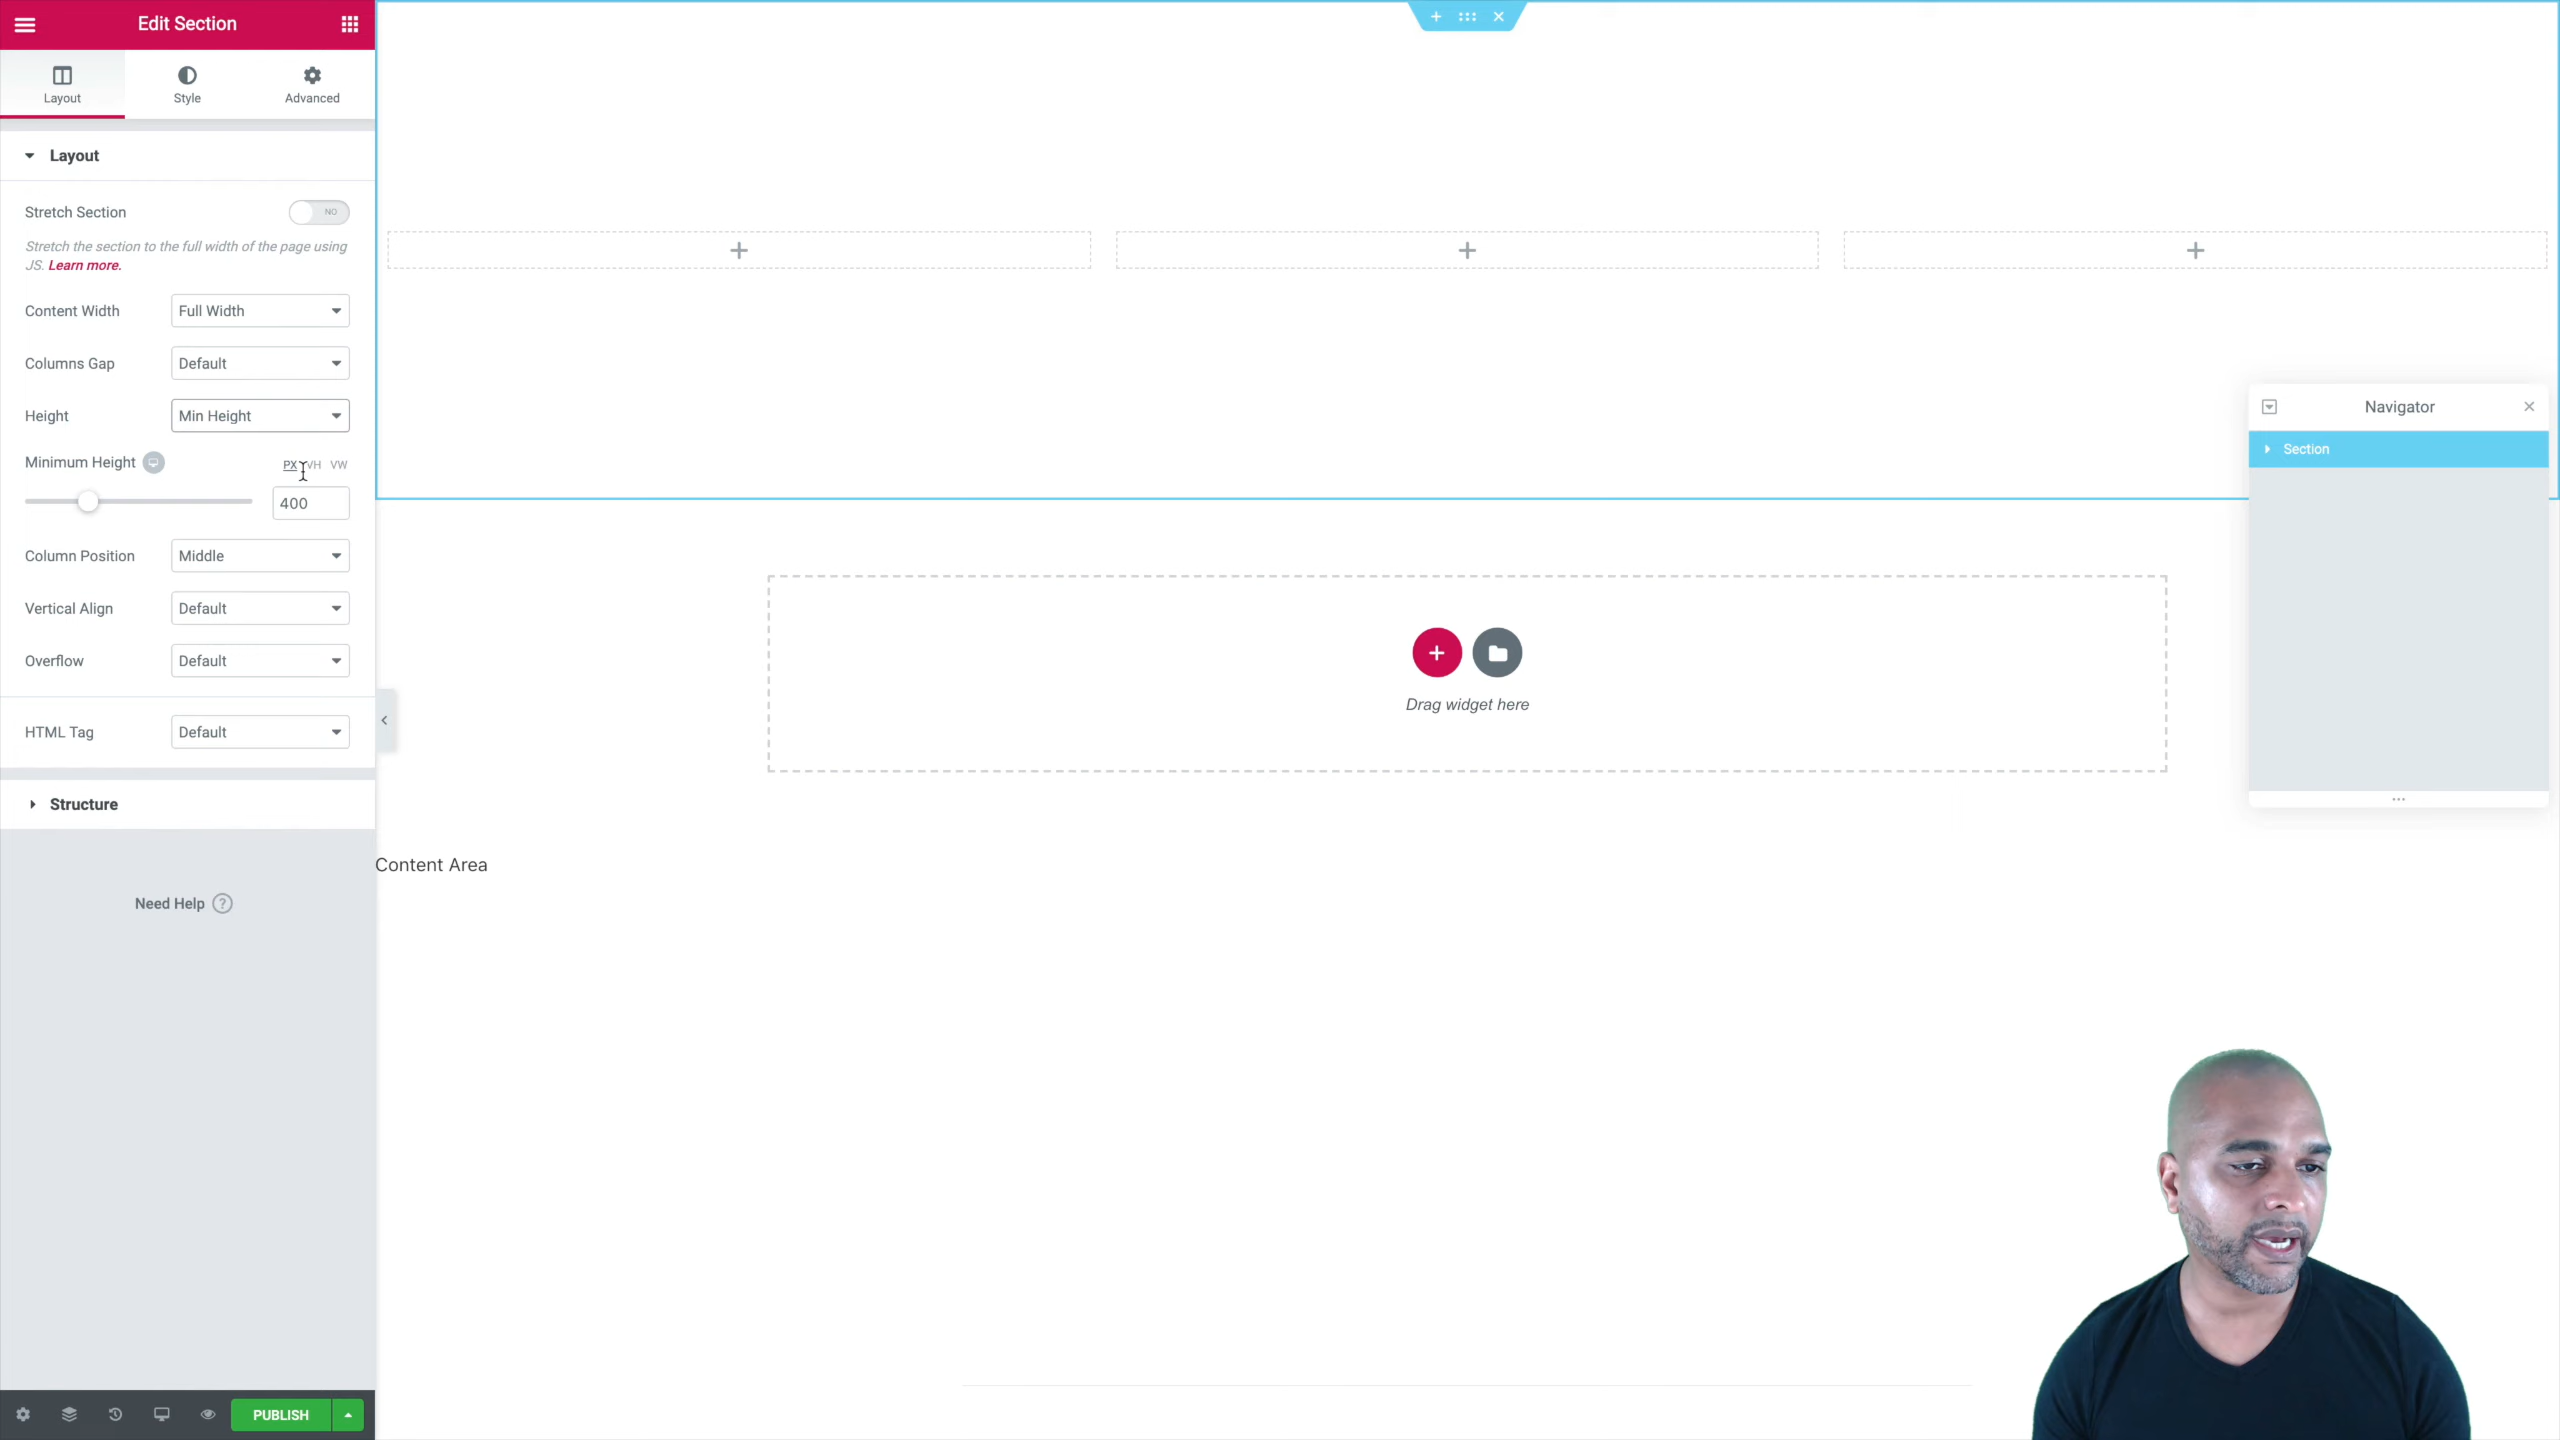 Edit Section
Layout
Style
Advanced
Layout
Stretch Section
NO
Stretch the section to the full width of the page using
JS. Learn more.
Content Width
Full Width
Columns Gap
Default
Height
Min Height
Minimum Height
PX VH VW
400
Column Position
Middle
Vertical Align
Default
Overflow
Default
HTML Tag
Default
Structure
Need Help ?
PUBLISH
Navigator
Section
Drag widget here
Content Area